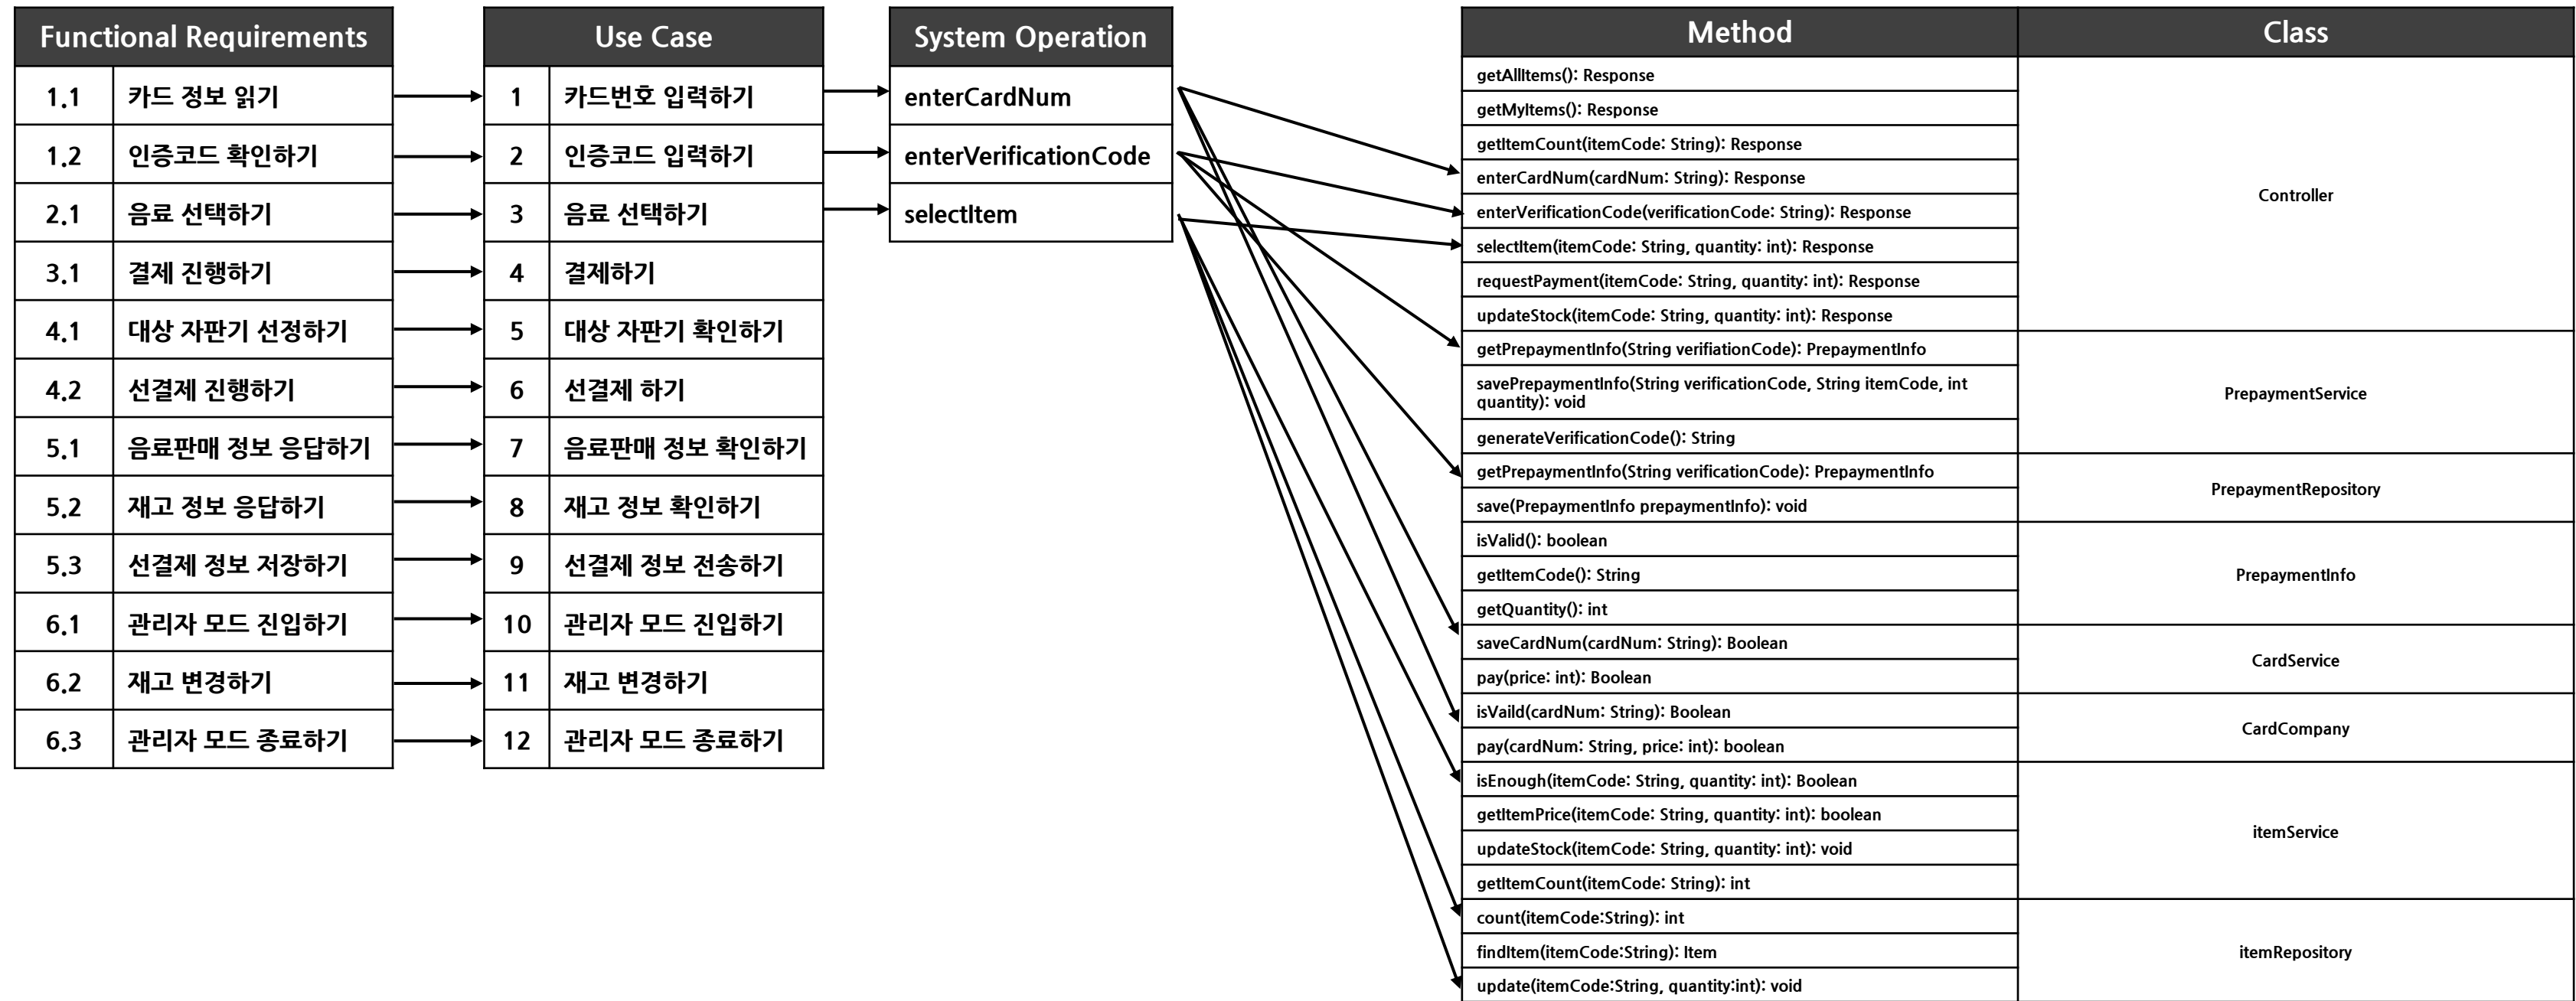 Functional Requirements
1.1 카드 정보 읽기
1.2 인증코드 확인하기
2.1 음료 선택하기
3.1 결제 진행하기
4.1 대상 자판기 선정하기
4.2 선결제 진행하기
5.1 음료판매 정보 응답하기
5.2 재고 정보 응답하기
5.3 선결제 정보 저장하기
6.1 관리자 모드 진입하기
6.2 재고 변경하기
6.3 관리자 모드 종료하기
Use Case
1 카드번호 입력하기
2 인증코드 입력하기
3 음료 선택하기
4 결제하기
5 대상 자판기 확인하기
6 선결제 하기
7 음료판매 정보 확인하기
8 재고 정보 확인하기
9 선결제 정보 전송하기
10 관리자 모드 진입하기
11 재고 변경하기
12 관리자 모드 종료하기
System Operation
enterCardNum
enterVerificationCode
selectItem
Method Class
getAllItems(): Response
getMyItems(): Response
getItemCount(itemCode: String): Response
enterCardNum(cardNum: String): Response
enterVerificationCode(verificationCode: String): Response
selectItem(itemCode: String, quantity: int): Response
requestPayment(itemCode: String, quantity: int): Response
updateStock(itemCode: String, quantity: int): Response
Controller
getPrepaymentInfo(String verifiationCode): PrepaymentInfo
savePrepaymentInfo(String verificationCode, String itemCode, int
quantity): void
generateVerificationCode(): String
PrepaymentService
getPrepaymentInfo(String verificationCode): PrepaymentInfo
save(PrepaymentInfo prepaymentInfo): void
PrepaymentRepository
isValid(): boolean
getItemCode(): String
getQuantity(): int
PrepaymentInfo
saveCardNum(cardNum: String): Boolean
pay(price: int): Boolean
CardService
isVaild(cardNum: String): Boolean
pay(cardNum: String, price: int): boolean
CardCompany
isEnough(itemCode: String, quantity: int): Boolean
getItemPrice(itemCode: String, quantity: int): boolean
updateStock(itemCode: String, quantity: int): void
getItemCount(itemCode: String): int
itemService
count(itemCode:String): int
findItem(itemCode:String): Item
update(itemCode:String, quantity:int): void
itemRepository